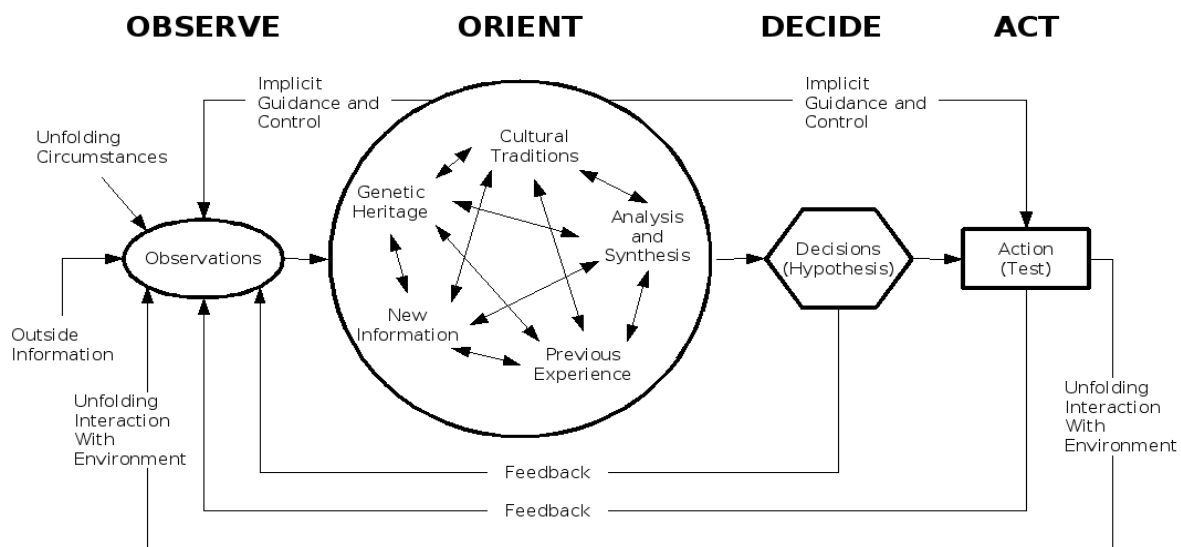 OBSERVE ORIENT DECIDE ACT
Implicit
Guidance and
Control
Implicit
Guidance and
Control
Unfolding
Circumstances
Cultural
Traditions
Genetic
Heritage
Analysis
and
Synthesis
New
Information
Previous
Experience
Observations
Decisions
(Hypothesis)
Action
(Test)
Outside
Information
Unfolding
Interaction
With
Environment
Unfolding
Interaction
With
Environment
Feedback
Feedback